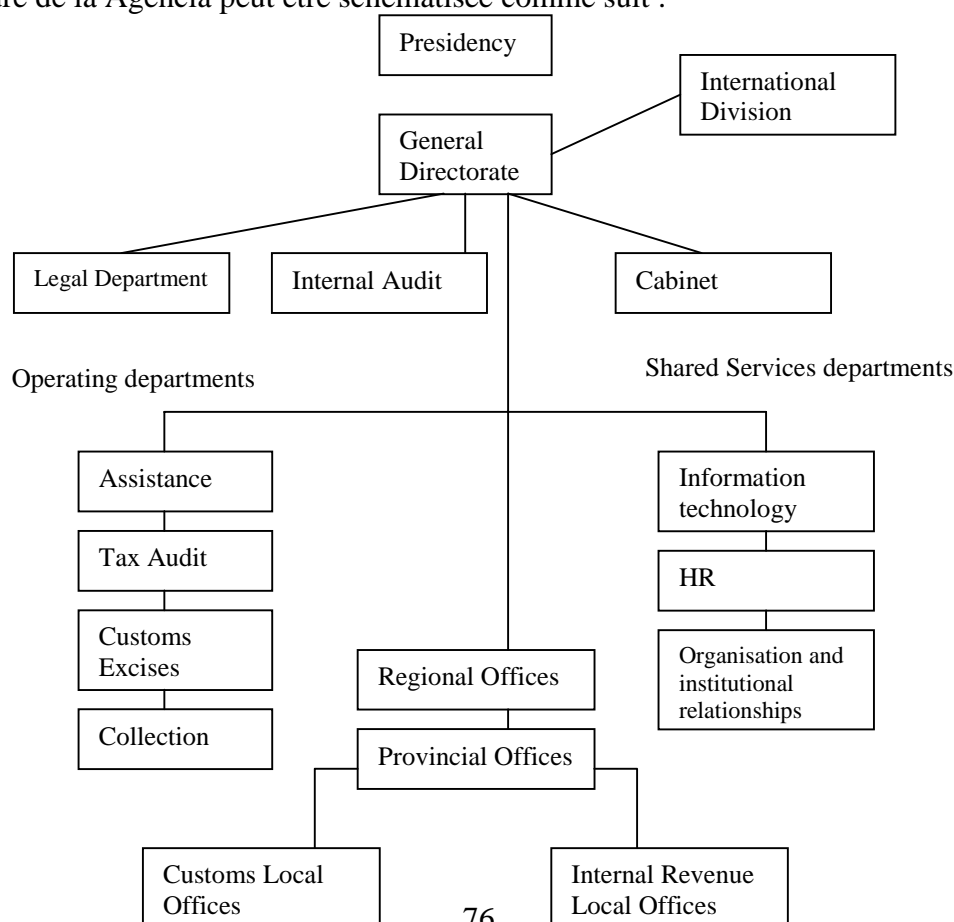 de la Agencia peut être schématisée comme suit :
Presidency
International
Division
General
Directorate
Legal Department
Internal Audit
Cabinet
Operating departments
Shared Services departments
Assistance
Tax Audit
Customs
Excises
Collection
Information
technology
HR
Organisation and
institutional
relationships
Regional Offices
Provincial Offices
Customs Local
Offices
Internal Revenue
Local Offices
76